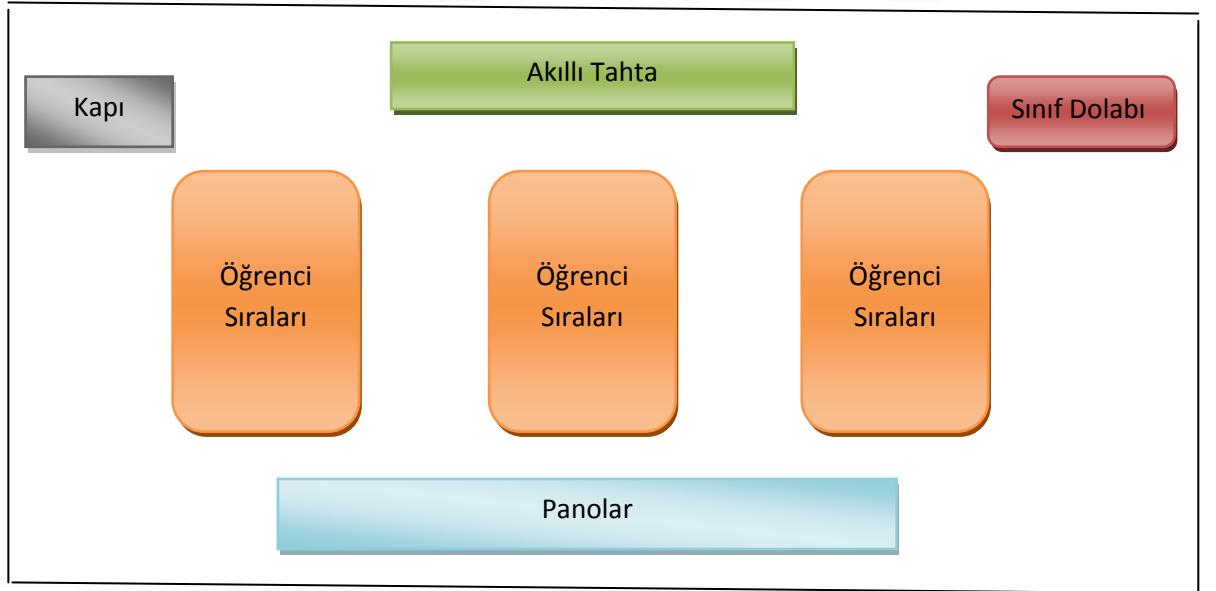 Akıllı Tahta
Kapı
Sınıf Dolabı
Öğrenci
Sıraları
Öğrenci
Sıraları
Öğrenci
Sıraları
Panolar